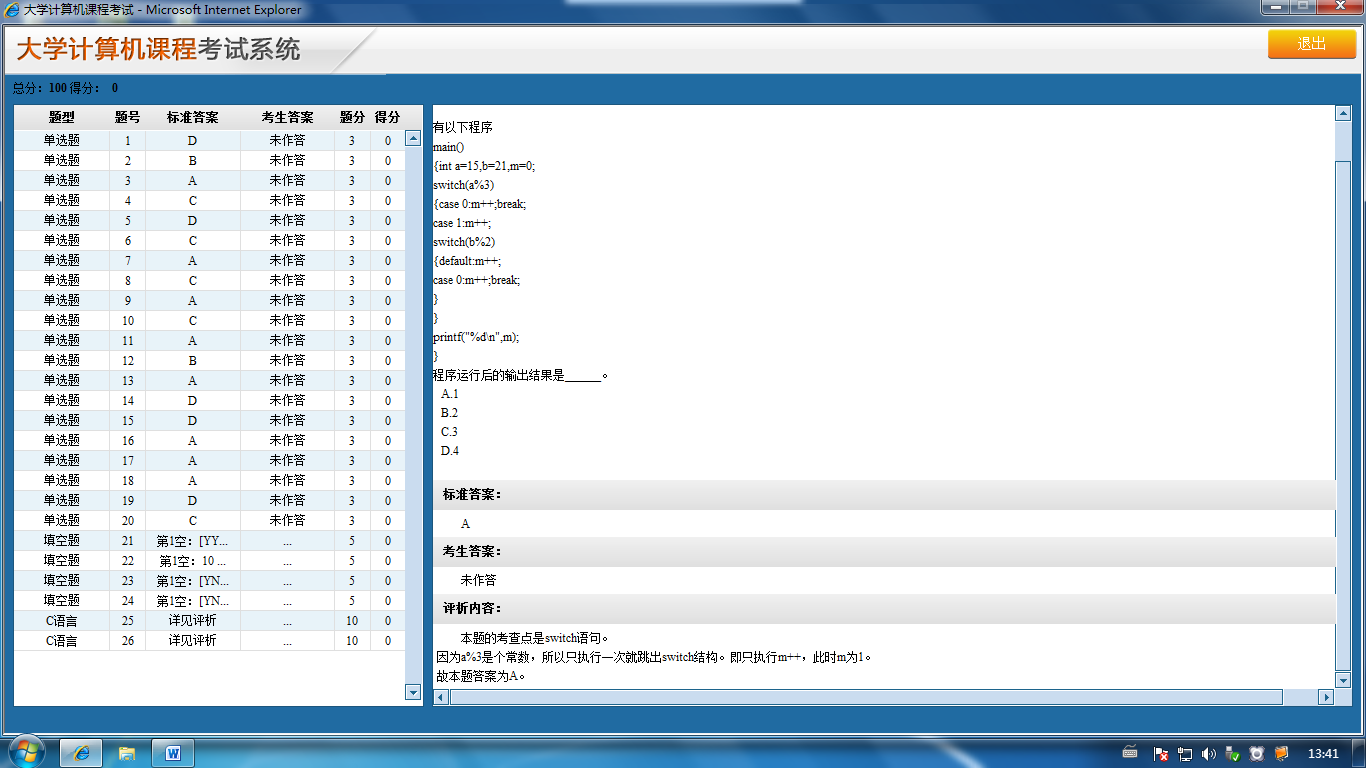 大学计算机课程考试 - Microsoft Internet Explorer
大学计算机课程考试系统
退出
总分：100 得分： 0
题型 题号 标准答案 考生答案 题分 得分
单选题 1 D 未作答 3 0
单选题 2 B 未作答 3 0
单选题 3 A 未作答 3 0
单选题 4 C 未作答 3 0
单选题 5 D 未作答 3 0
单选题 6 C 未作答 3 0
单选题 7 A 未作答 3 0
单选题 8 C 未作答 3 0
单选题 9 A 未作答 3 0
单选题 10 C 未作答 3 0
单选题 11 A 未作答 3 0
单选题 12 B 未作答 3 0
单选题 13 A 未作答 3 0
单选题 14 D 未作答 3 0
单选题 15 D 未作答 3 0
单选题 16 A 未作答 3 0
单选题 17 A 未作答 3 0
单选题 18 A 未作答 3 0
单选题 19 D 未作答 3 0
单选题 20 C 未作答 3 0
填空题 21 第1空：[YY... ... 5 0
填空题 22 第1空：10 ... ... 5 0
填空题 23 第1空：[YN... ... 5 0
填空题 24 第1空：[YN... ... 5 0
C语言 25 详见评析 ... 10 0
C语言 26 详见评析 ... 10 0
有以下程序
main()
{int a=15,b=21,m=0;
switch(a%3)
{case 0:m++;break;
case 1:m++;
switch(b%2)
{default:m++;
case 0:m++;break;
}
}
printf("%d\n",m);
}
程序运行后的输出结果是______。
A.1
B.2
C.3
D.4
标准答案：
A
考生答案：
未作答
评析内容：
本题的考查点是switch语句。
因为a%3是个常数，所以只执行一次就跳出switch结构。即只执行m++，此时m为1。
故本题答案为A。
13:41